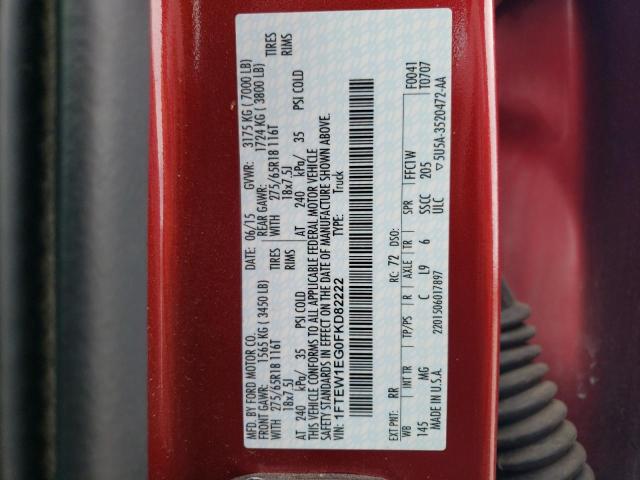 MFD. BY FORD MOTOR CO.
DATE: 06/15 GVWR: 3175 KG ( 7000 LB)
FRONT GAWR: 1565 KG ( 3450 LB) REAR GAWR: 1724 KG ( 3800 LB)
WITH 275/65R18 116T TIRES WITH 275/65R18 116T TIRES
18x7.5J RIMS 18x7.5J RIMS
AT 240 kPa/ 35 PSI COLD AT 240 kPa/ 35 PSI COLD
THIS VEHICLE CONFORMS TO ALL APPLICABLE FEDERAL MOTOR VEHICLE
SAFETY STANDARDS IN EFFECT ON THE DATE OF MANUFACTURE SHOWN ABOVE.
VIN: 1FTEW1EG0FKD82222
Truck
F0041
T0707
EXT PNT: RR RC: 72 DSO: FFCT1W
WB INT TR TP/PS R AXLE TR SPR 205
145 MG C L9 6 SSCC
ULC
MADE IN U.S.A. 2201506017897 ▽5U5A-3520472-AA